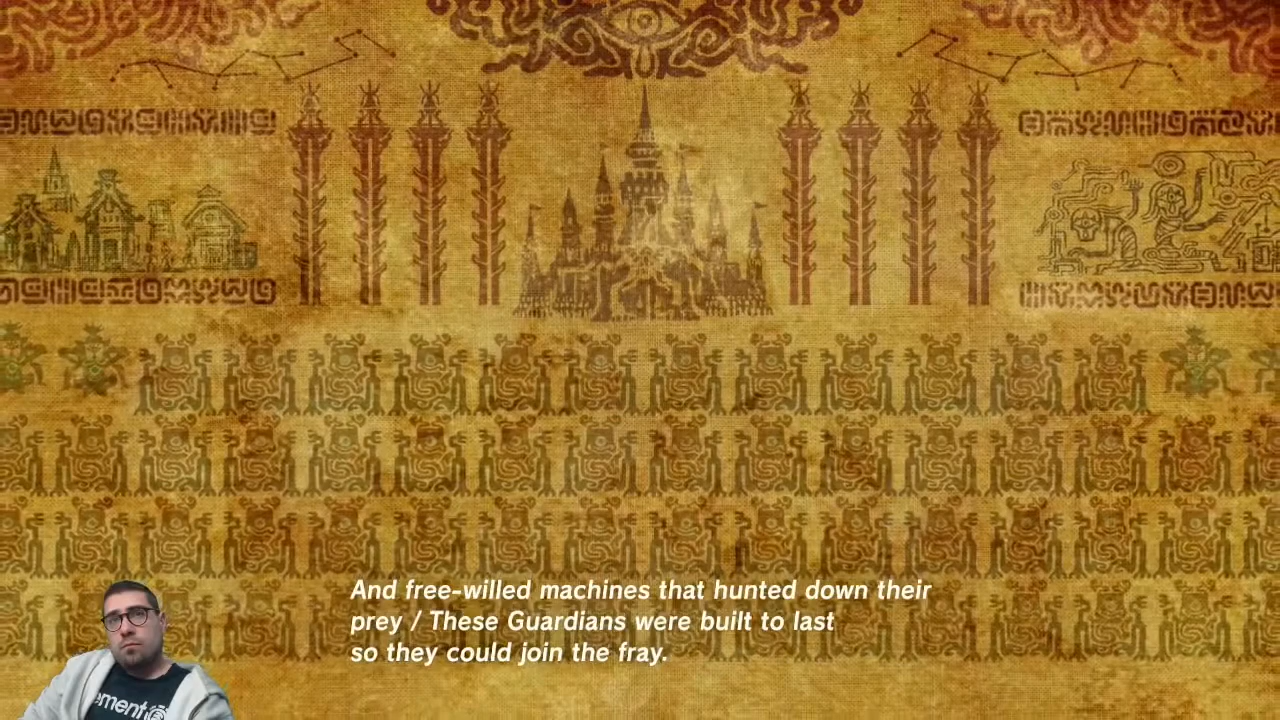 And free-willed machines that hunted down their
prey / These Guardians were built to last
so they could join the fray.
ement